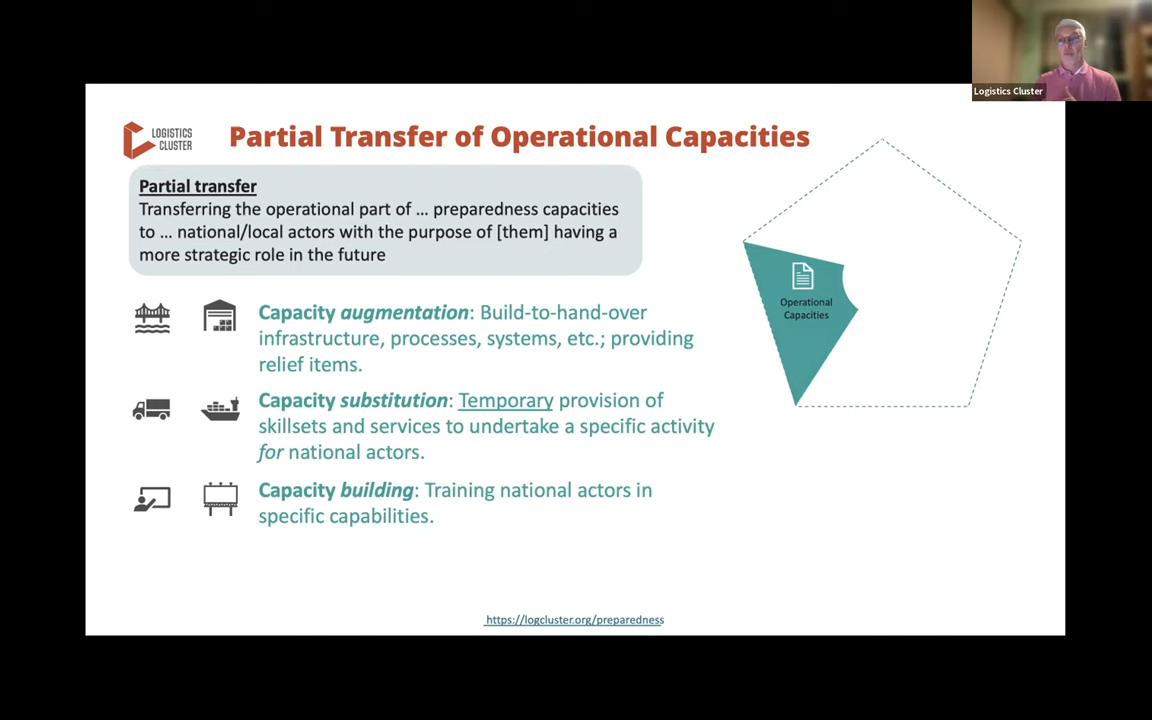 Logistics Cluster
LOGISTICS
CLUSTER
Partial Transfer of Operational Capacities
Partial transfer
Transferring the operational part of ... preparedness capacities
to ... national/local actors with the purpose of [them] having a
more strategic role in the future
Capacity augmentation: Build-to-hand-over
infrastructure, processes, systems, etc.; providing
relief items.
Capacity substitution: Temporary provision of
skillsets and services to undertake a specific activity
for national actors.
Capacity building: Training national actors in
specific capabilities.
Operational
Capacities
https://logcluster.org/preparedness